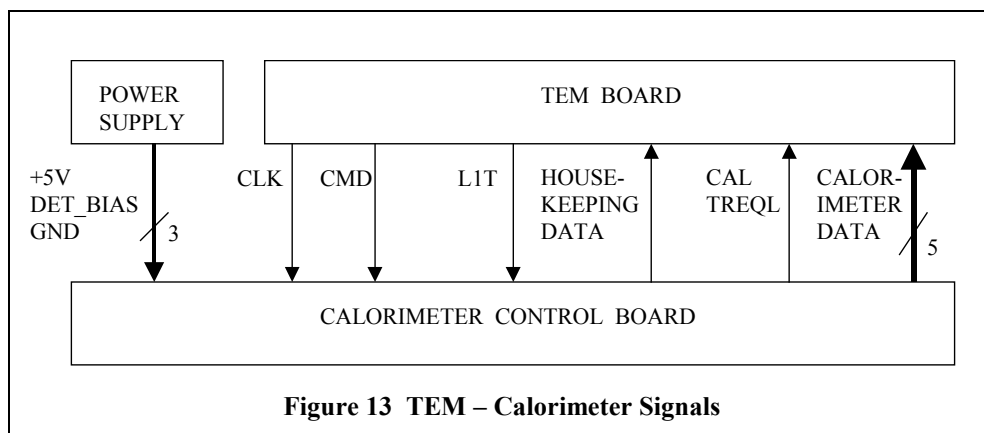 POWER
SUPPLY
TEM BOARD
+5V
DET_BIAS
GND
3
CLK
CMD
L1T
HOUSE-
KEEPING
DATA
CAL
TREQL
CALOR-
IMETER
DATA
5
CALORIMETER CONTROL BOARD
Figure 13 TEM – Calorimeter Signals